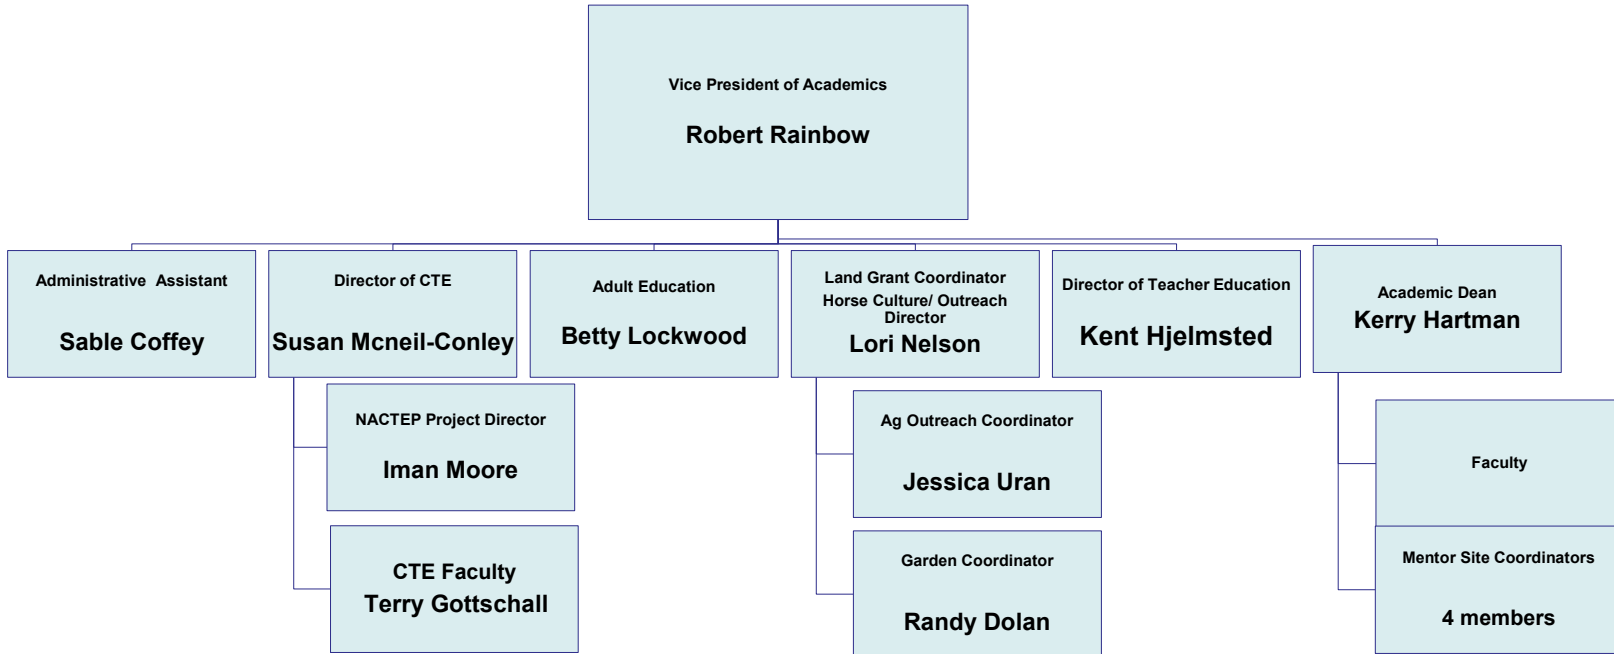 Vice President of Academics
Robert Rainbow
Administrative Assistant
Sable Coffey
Director of CTE
Susan Mcneil-Conley
Adult Education
Betty Lockwood
Land Grant Coordinator
Horse Culture/ Outreach
Director
Lori Nelson
Director of Teacher Education
Kent Hjelmsted
Academic Dean
Kerry Hartman
NACTEP Project Director
Iman Moore
CTE Faculty
Terry Gottschall
Ag Outreach Coordinator
Jessica Uran
Garden Coordinator
Randy Dolan
Faculty
Mentor Site Coordinators
4 members